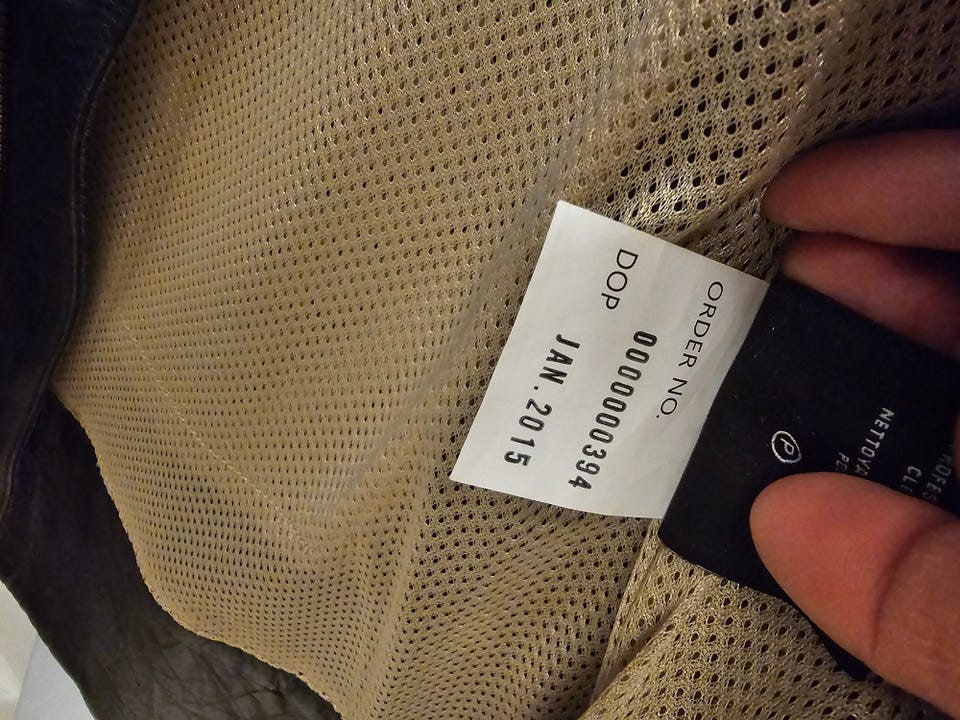 ORDER NO.
0000000394
DOP
JAN. 2015
P